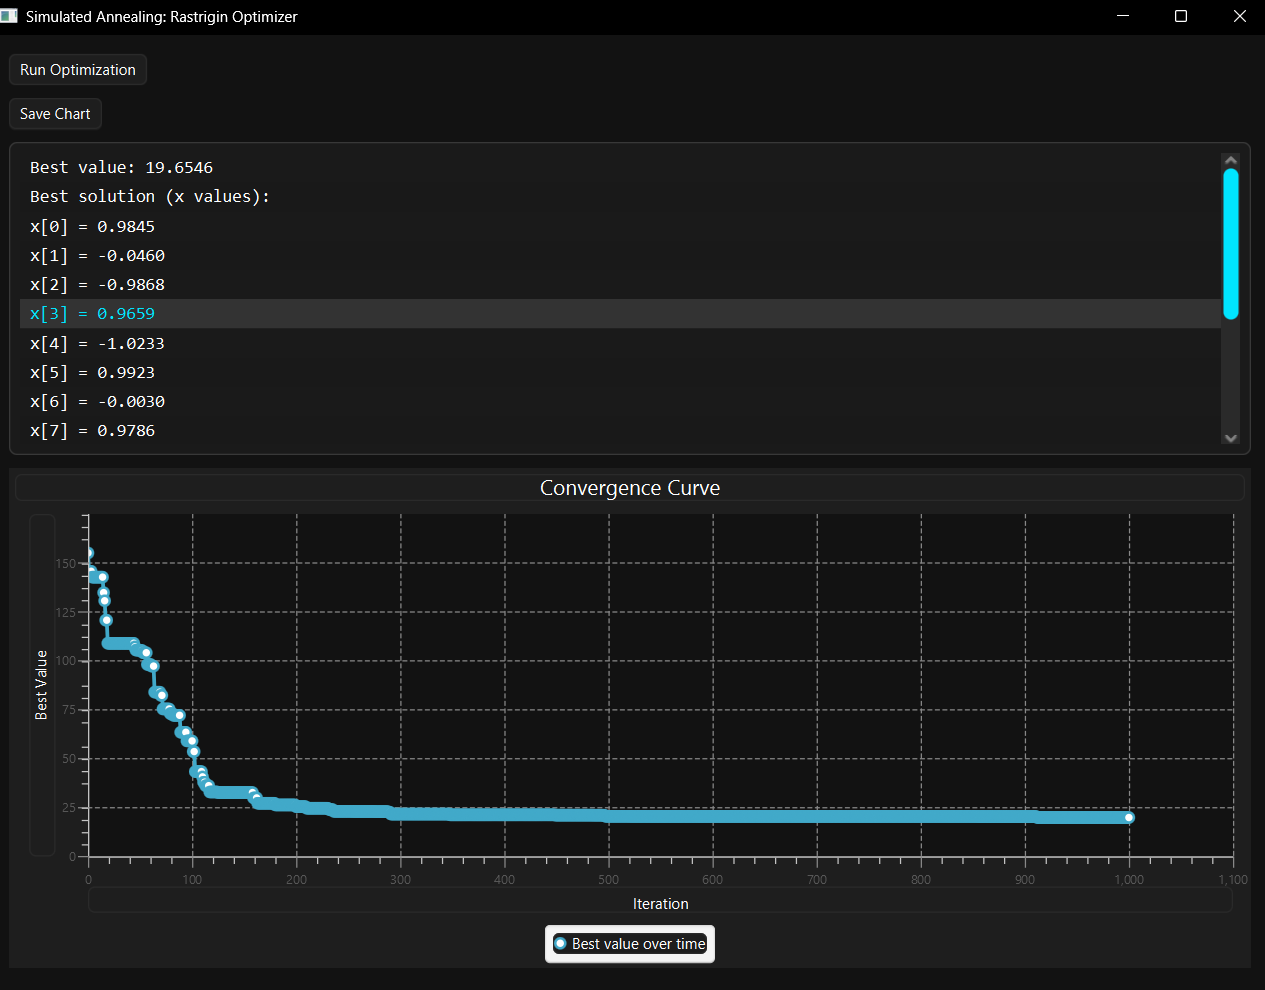 Simulated Annealing: Rastrigin Optimizer
Run Optimization
Save Chart
Best value: 19.6546
Best solution (x values):
x[0] = 0.9845
x[1] = -0.0460
x[2] = -0.9868
x[3] = 0.9659
x[4] = -1.0233
x[5] = 0.9923
x[6] = -0.0030
x[7] = 0.9786
Convergence Curve
Best Value
150
125
100
75
50
25
0
0 100 200 300 400 500 600 700 800 900 1,000 1,100
Iteration
Best value over time